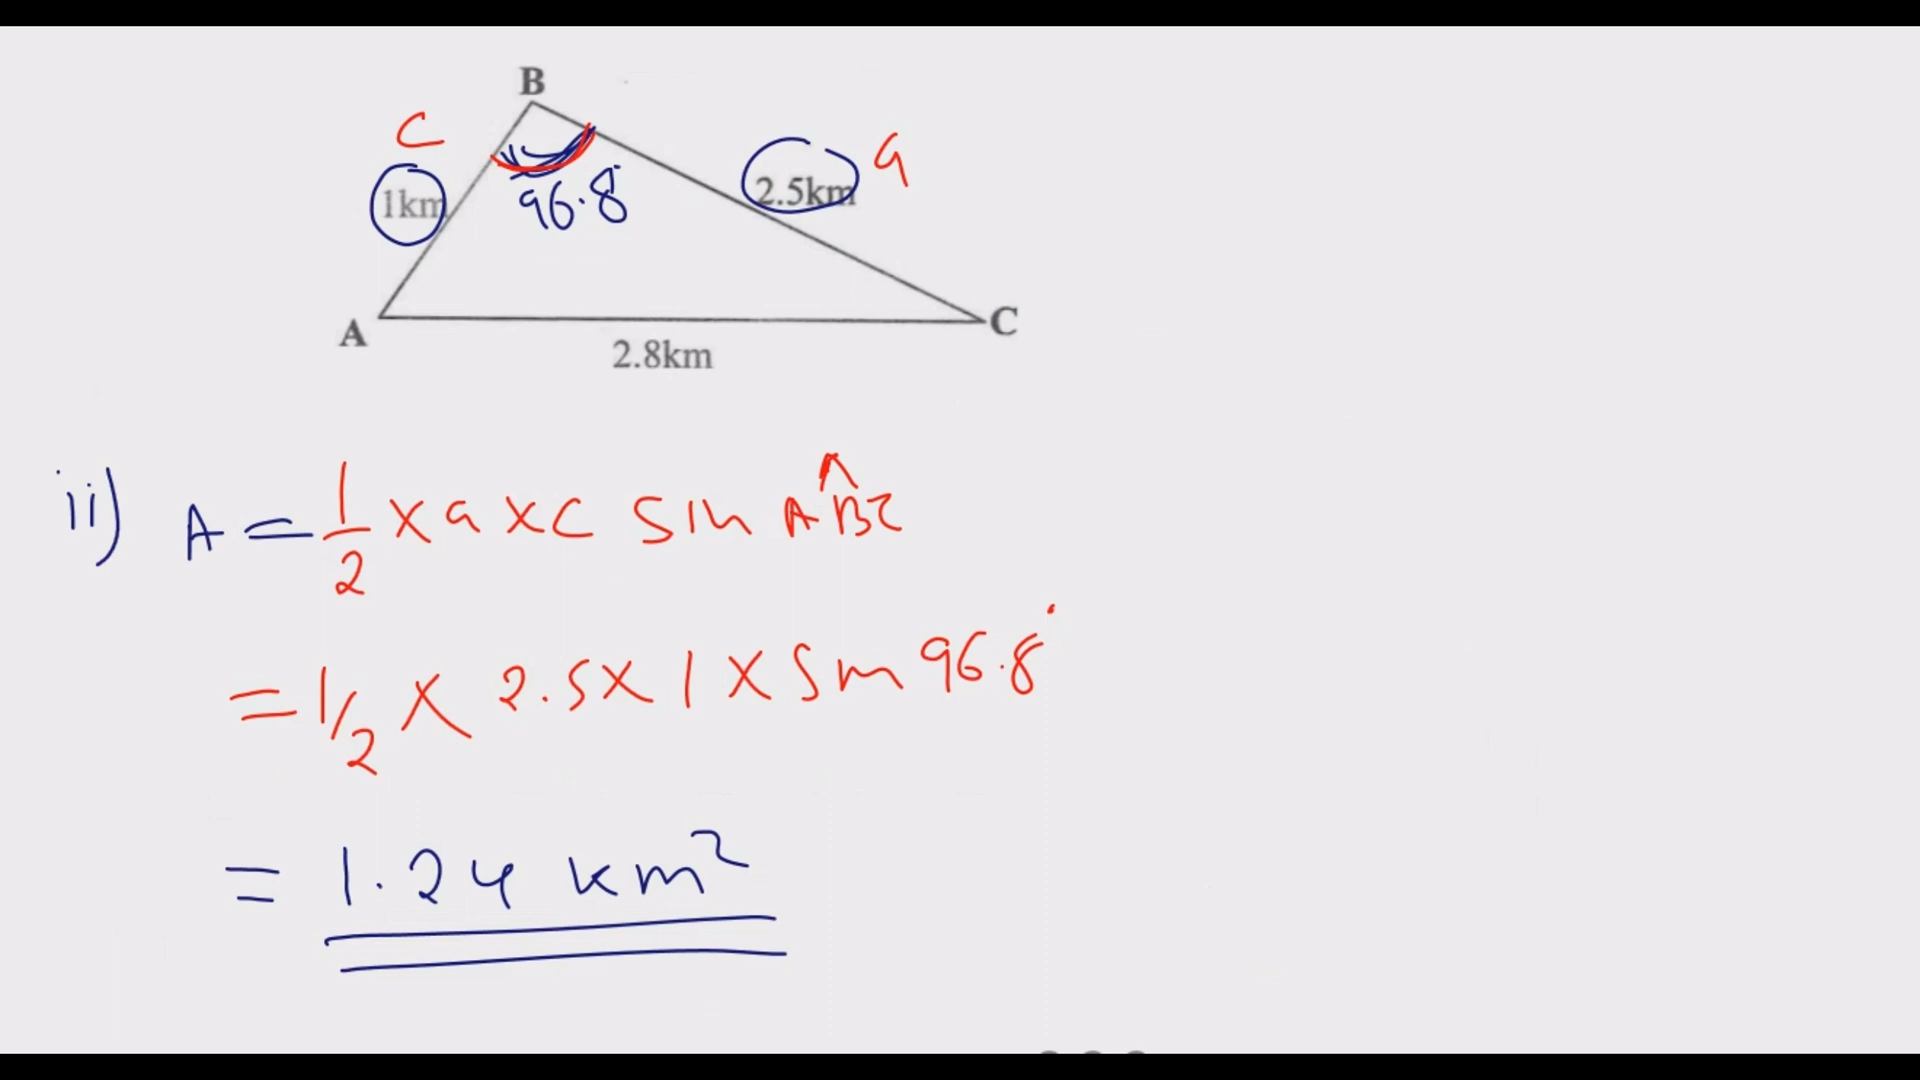 B
c
1km
96.8
2.5km
a
A
C
2.8km
ii) A = 1/2 × a × c sin AB̂C
= 1/2 × 2.5 × 1 × sin 96.8°
= 1.24 km²